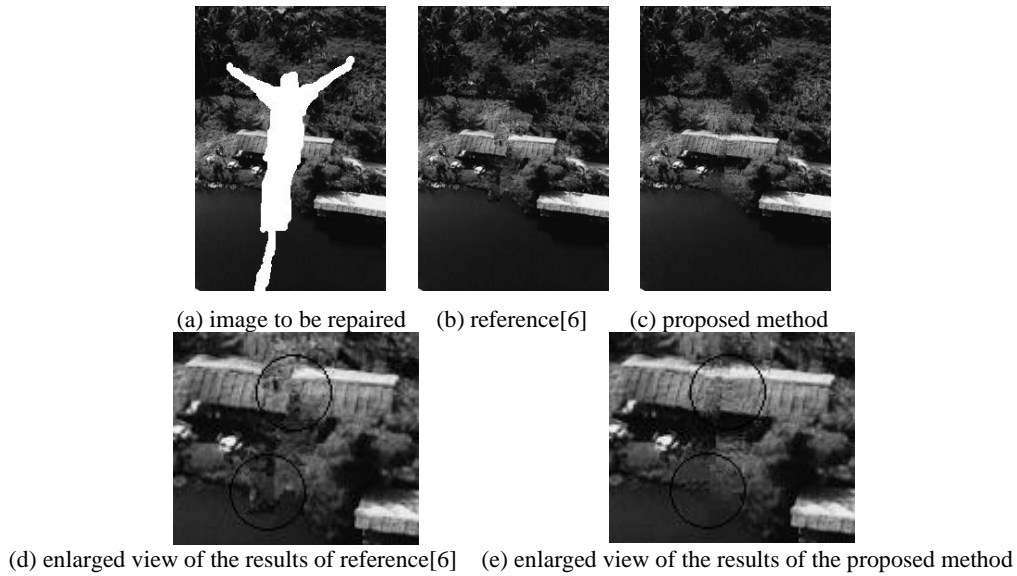 (a) image to be repaired (b) reference[6] (c) proposed method
(d) enlarged view of the results of reference[6] (e) enlarged view of the results of the proposed method